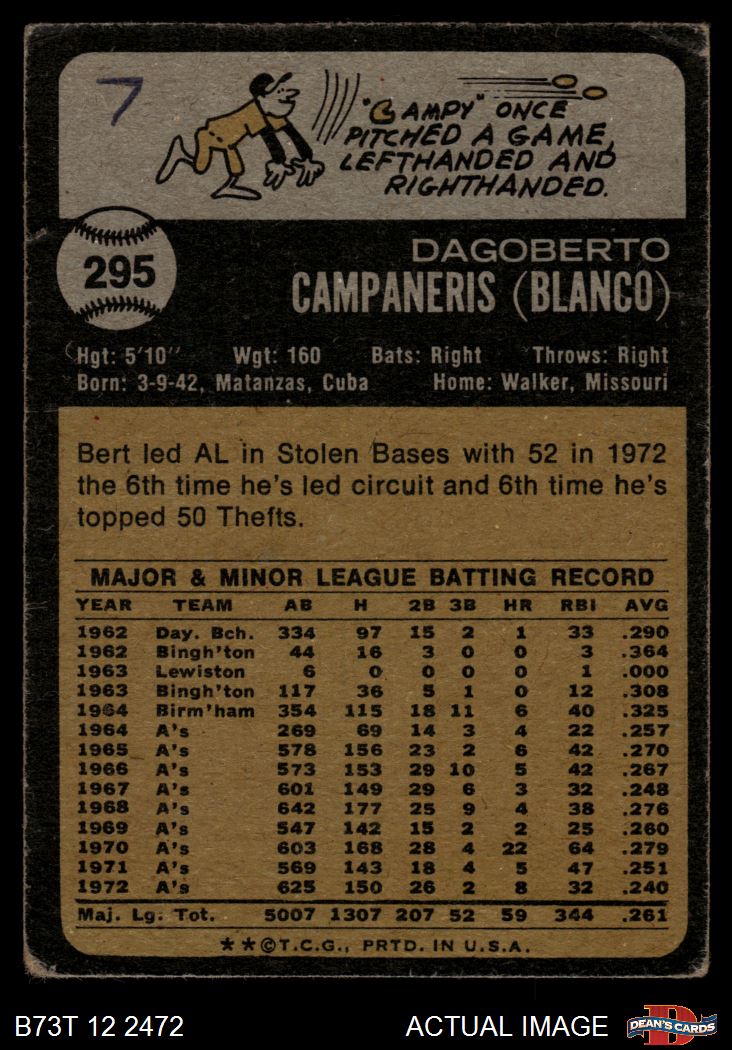 7
"CAMPY" ONCE
PITCHED A GAME,
LEFTHANDED AND
RIGHTHANDED.
295
DAGOBERTO
CAMPANERIS (BLANCO)
Hgt: 5'10" Wgt: 160 Bats: Right Throws: Right
Born: 3-9-42, Matanzas, Cuba Home: Walker, Missouri
Bert led AL in Stolen Bases with 52 in 1972
the 6th time he's led circuit and 6th time he's
topped 50 Thefts.
MAJOR & MINOR LEAGUE BATTING RECORD
YEAR TEAM AB H 2B 3B HR RBI AVG
1962 Day. Bch. 334 97 15 2 1 33 .290
1962 Bingh'ton 44 16 3 0 0 3 .364
1963 Lewiston 6 0 0 0 0 1 .000
1963 Bingh'ton 117 36 5 1 0 12 .308
1964 Birm'ham 354 115 18 11 6 40 .325
1964 A's 269 69 14 3 4 22 .257
1965 A's 578 156 23 2 6 42 .270
1966 A's 573 153 29 10 5 42 .267
1967 A's 601 149 29 6 3 32 .248
1968 A's 642 177 25 9 4 38 .276
1969 A's 547 142 15 2 2 25 .260
1970 A's 603 168 28 4 22 64 .279
1971 A's 569 143 18 4 5 47 .251
1972 A's 625 150 26 2 8 32 .240
Maj. Lg. Tot. 5007 1307 207 52 59 344 .261
★★©T.C.G., PRTD. IN U.S.A.
B73T 12 2472 ACTUAL IMAGE DEAN'S CARDS